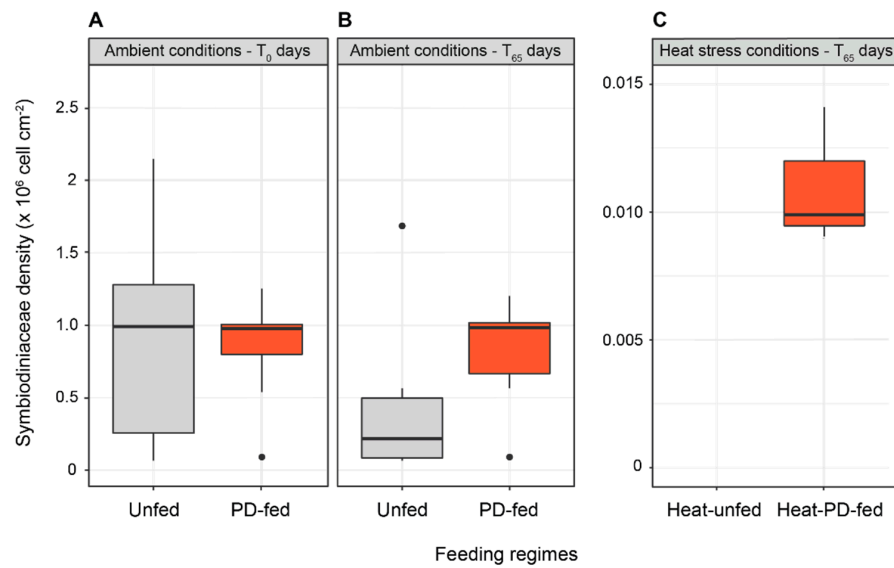 A
B
C
Ambient conditions - T₀ days
Ambient conditions - T₆₅ days
Heat stress conditions - T₆₅ days
Symbiodiniaceae density (x 10⁶ cell cm⁻²)
2.5
2
1.5
1.0
0.5
0
0.015
0.010
0.005
0
Unfed
PD-fed
Unfed
PD-fed
Heat-unfed
Heat-PD-fed
Feeding regimes